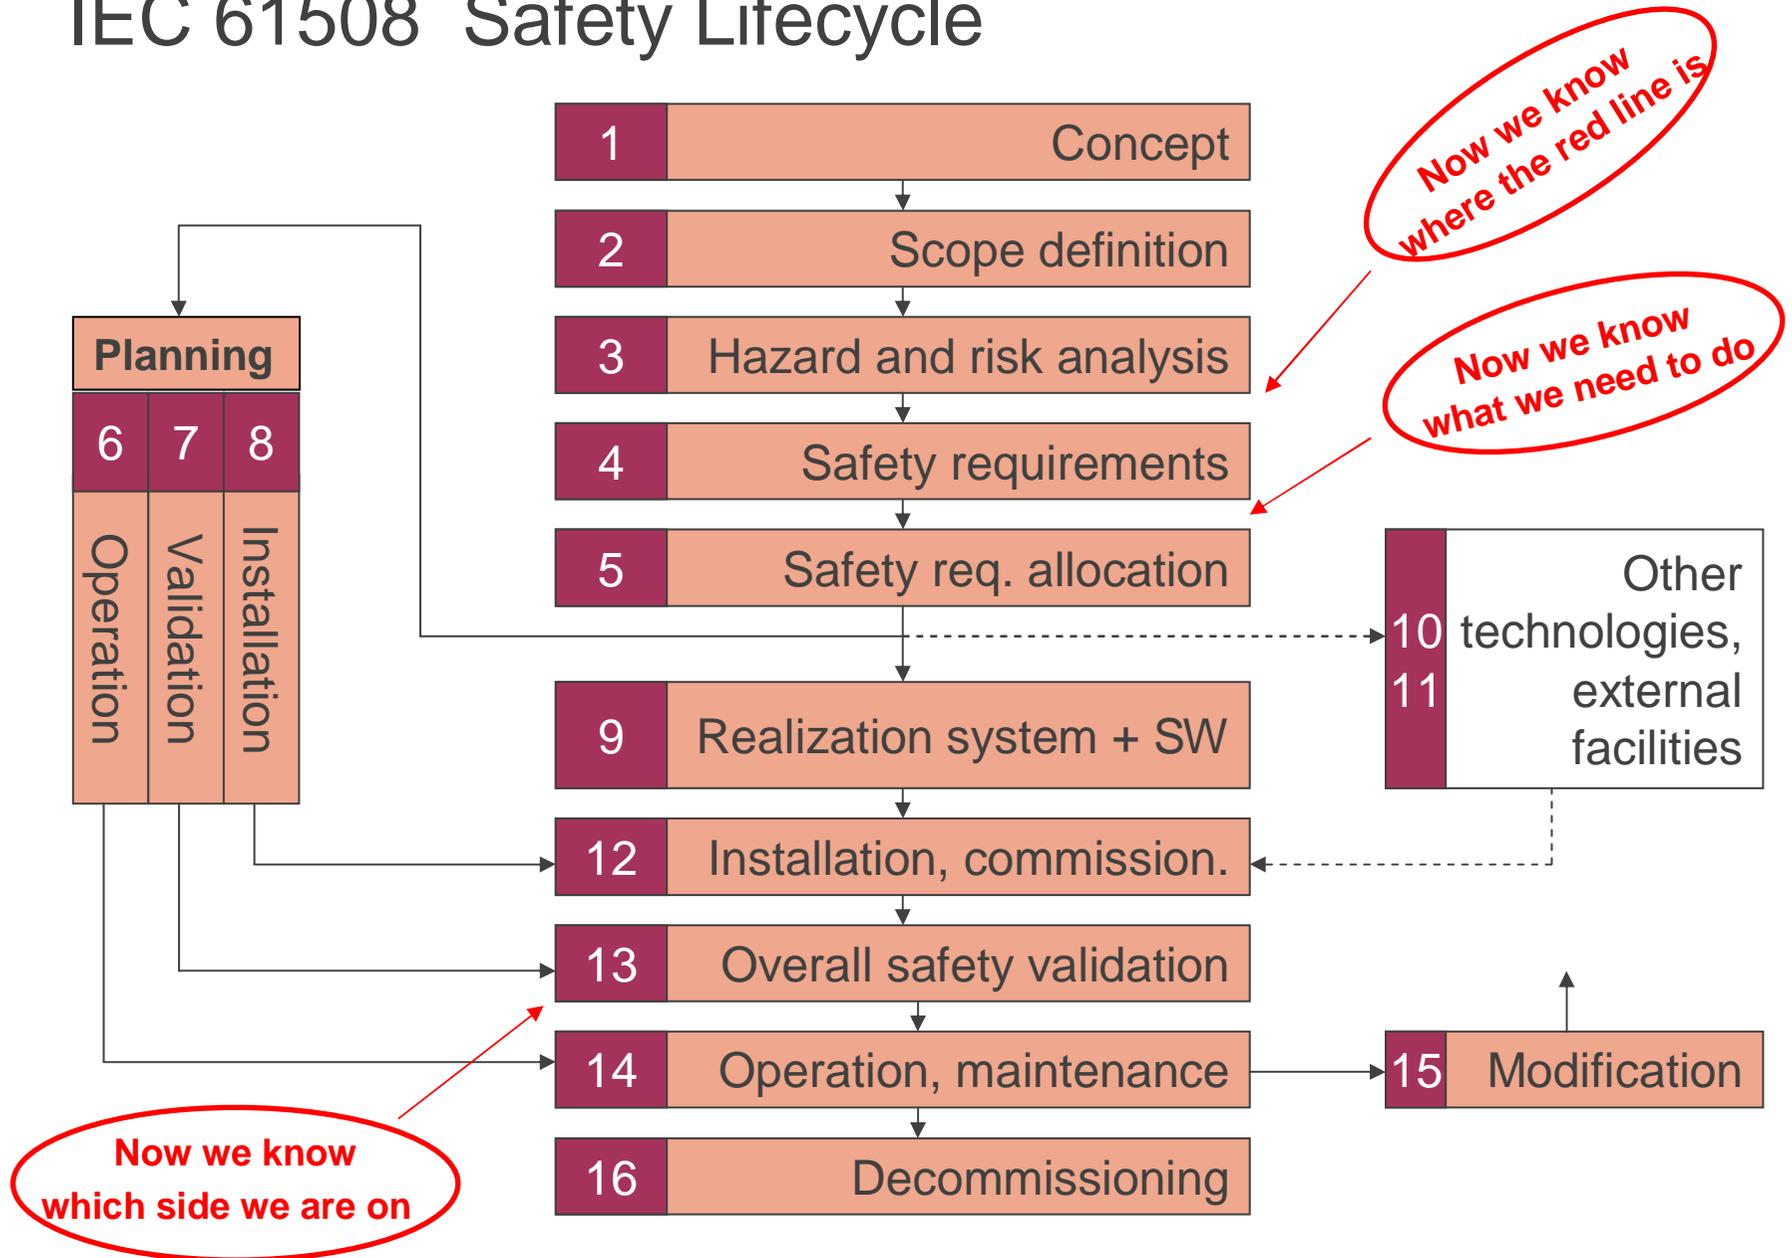 IEC 61508 Safety Lifecycle
Now we know
where the red line is
1 Concept
2 Scope definition
Now we know
what we need to do
Planning
3 Hazard and risk analysis
6 7 8
4 Safety requirements
Operation
Validation
Installation
5 Safety req. allocation
10
11
Other
technologies,
external
facilities
9 Realization system + SW
12 Installation, commission.
13 Overall safety validation
14 Operation, maintenance
15 Modification
Now we know
which side we are on
16 Decommissioning